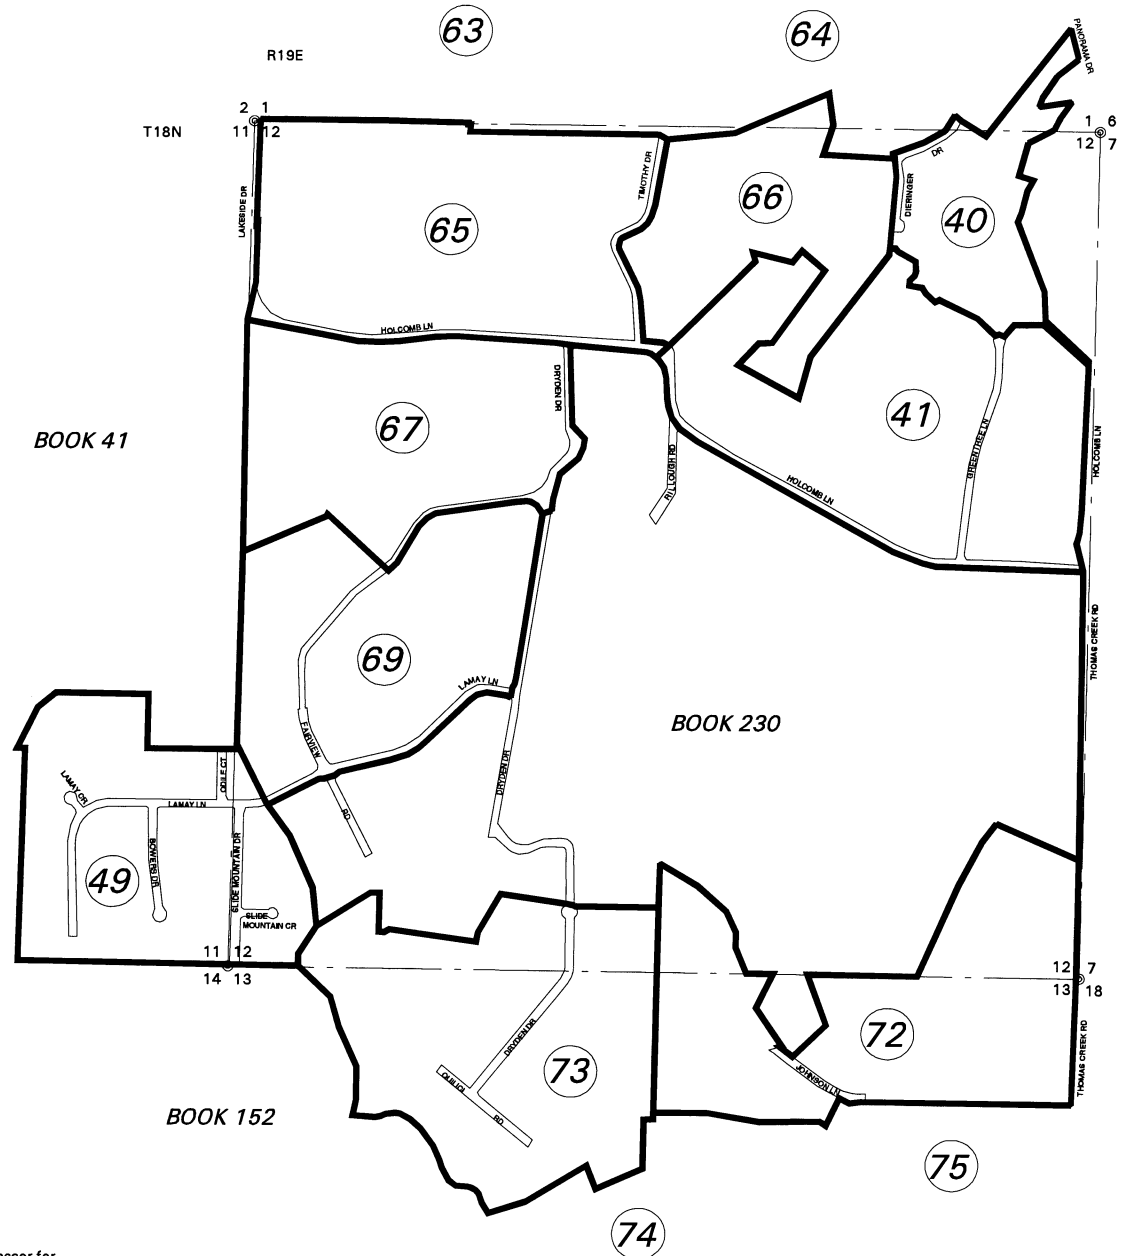 63
64
PANORAMA DR
R19E
2 1
T18N
11 12
1 6
12 7
TIMOTHY DR
DR
66
DIERINGER
LAKESIDE DR
65
40
HOLCOMB LN
DRYDEN DR
67
41
BOOK 41
GREENTREE LN
HOLCOMB LN
RILLOUGH RD
HOLCOMB LN
THOMAS CREEK RD
69
LAMAY LN
BOOK 230
FAIRVIEW
ODILE CT
DRYDEN DR
LAMAY CR
LAMAY LN
RD
BOWERS DR
SLIDE MOUNTAIN DR
49
SLIDE
MOUNTAIN CR
11 12
14 13
12 7
13 18
DRYDEN DR
72
THOMAS CREEK RD
73
JOHNSON LN
QUILICI
RD
BOOK 152
75
74